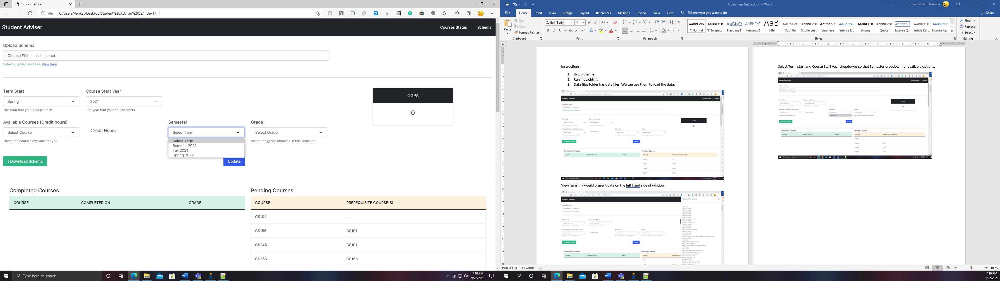 Student Adviser
File C:/Users/Venkat/Desktop/Student%20Adviser%20JS/index.html
Student Adviser Courses Status Schema
Upload Schema
Choose File csmajor.txt
Schema upload success. View here
Term Start Course Start Year
Spring 2021
The term that your course starts The year that your course starts
CGPA
0
Available Courses (Credit hours) Semester Grade
Select Course Credit Hours Select Term Select Grade
These the courses available for you Select the grade obtained in this semester
Select Term
Summer 2021
Fall 2021
Spring 2022
↓ Download Schema Update
Completed Courses Pending Courses
COURSE COMPLETED ON GRADE COURSE PREREQUISITE COURSE(S)
CS101 ----
CS155 CS101
CS245 CS101
CS265 CS155
Type here to search
7:10 PM
9/22/2021
Operations Guide.docx - Word Venkat Venuturimilli
File Home Insert Draw Design Layout References Mailings Review View Help Tell me what you want to do Share
Paste Cut Copy Format Painter
Calibri (Body) 11
AaBbCcDc AaBbCcDc AaBbCc AaBbCcD AaB AaBbCcD AaBbCcDc AaBbCcDc AaBbCcDc AaBbCcDc AaBbCcDc AaBbCcDc AaBbCcDc AaBbCcDc
¶ Normal ¶ No Spac... Heading 1 Heading 2 Title Subtitle Subtle Em... Emphasis Intense E... Strong Quote Intense Q... Subtle Ref... Intense Re...
Find
Replace
Select
Clipboard Font Paragraph Styles Editing
Instructions:
1. Unzip the file.
2. Run index.html.
3. Data files folder has data files. We can use them to load the data.
View here link would present data on the left hand side of window.
Select Term start and Course Start year dropdowns so that Semester dropdown for available options.
Page 2 of 2 51 words 100%
7:10 PM
9/22/2021